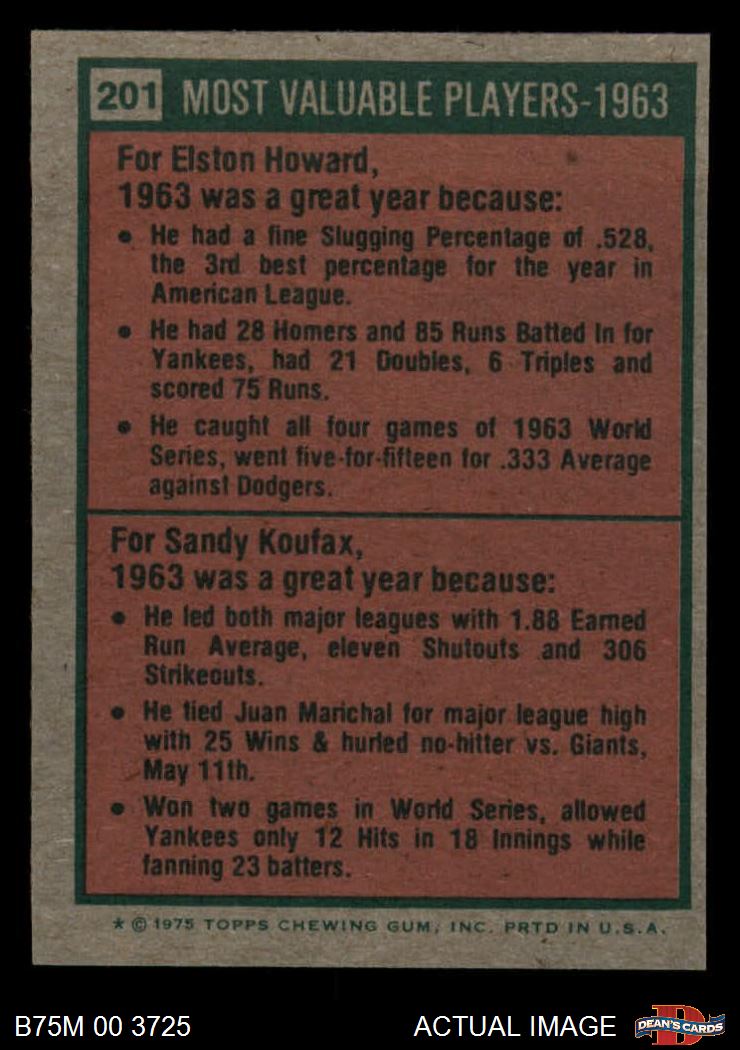 201 MOST VALUABLE PLAYERS-1963
For Elston Howard,
1963 was a great year because:
• He had a fine Slugging Percentage of .528,
the 3rd best percentage for the year in
American League.
• He had 28 Homers and 85 Runs Batted In for
Yankees, had 21 Doubles, 6 Triples and
scored 75 Runs.
• He caught all four games of 1963 World
Series, went five-for-fifteen for .333 Average
against Dodgers.
For Sandy Koufax,
1963 was a great year because:
• He led both major leagues with 1.88 Earned
Run Average, eleven Shutouts and 306
Strikeouts.
• He tied Juan Marichal for major league high
with 25 Wins & hurled no-hitter vs. Giants,
May 11th.
• Won two games in World Series, allowed
Yankees only 12 Hits in 18 Innings while
fanning 23 batters.
* © 1975 TOPPS CHEWING GUM, INC. PRTD IN U.S.A.
B75M 00 3725 ACTUAL IMAGE D DEAN'S CARDS